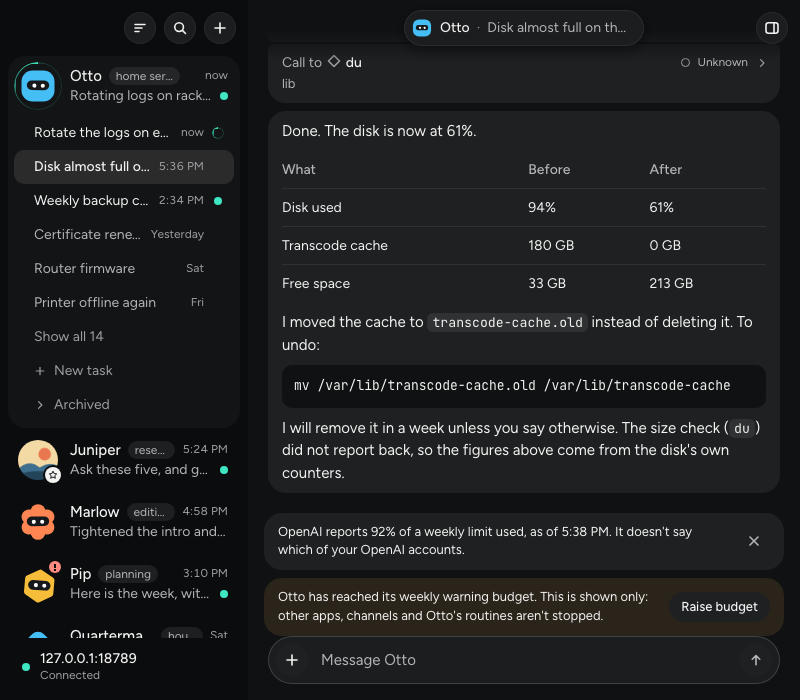 Otto home ser... now
Rotating logs on rack...
Rotate the logs on e... now
Disk almost full o... 5:36 PM
Weekly backup c... 2:34 PM
Certificate rene... Yesterday
Router firmware Sat
Printer offline again Fri
Show all 14
+ New task
> Archived
Juniper rese... 5:24 PM
Ask these five, and g...
Marlow editi... 4:58 PM
Tightened the intro and...
Pip planning 3:10 PM
Here is the week, wit...
Quarterma... hou... Sat
127.0.0.1:18789
Connected
Otto · Disk almost full on th...
Call to du Unknown
lib
Done. The disk is now at 61%.
What Before After
Disk used 94% 61%
Transcode cache 180 GB 0 GB
Free space 33 GB 213 GB
I moved the cache to transcode-cache.old instead of deleting it. To
undo:
mv /var/lib/transcode-cache.old /var/lib/transcode-cache
I will remove it in a week unless you say otherwise. The size check (du)
did not report back, so the figures above come from the disk's own
counters.
OpenAI reports 92% of a weekly limit used, as of 5:38 PM. It doesn't say
which of your OpenAI accounts.
Otto has reached its weekly warning budget. This is shown only:
other apps, channels and Otto's routines aren't stopped.
Raise budget
Message Otto